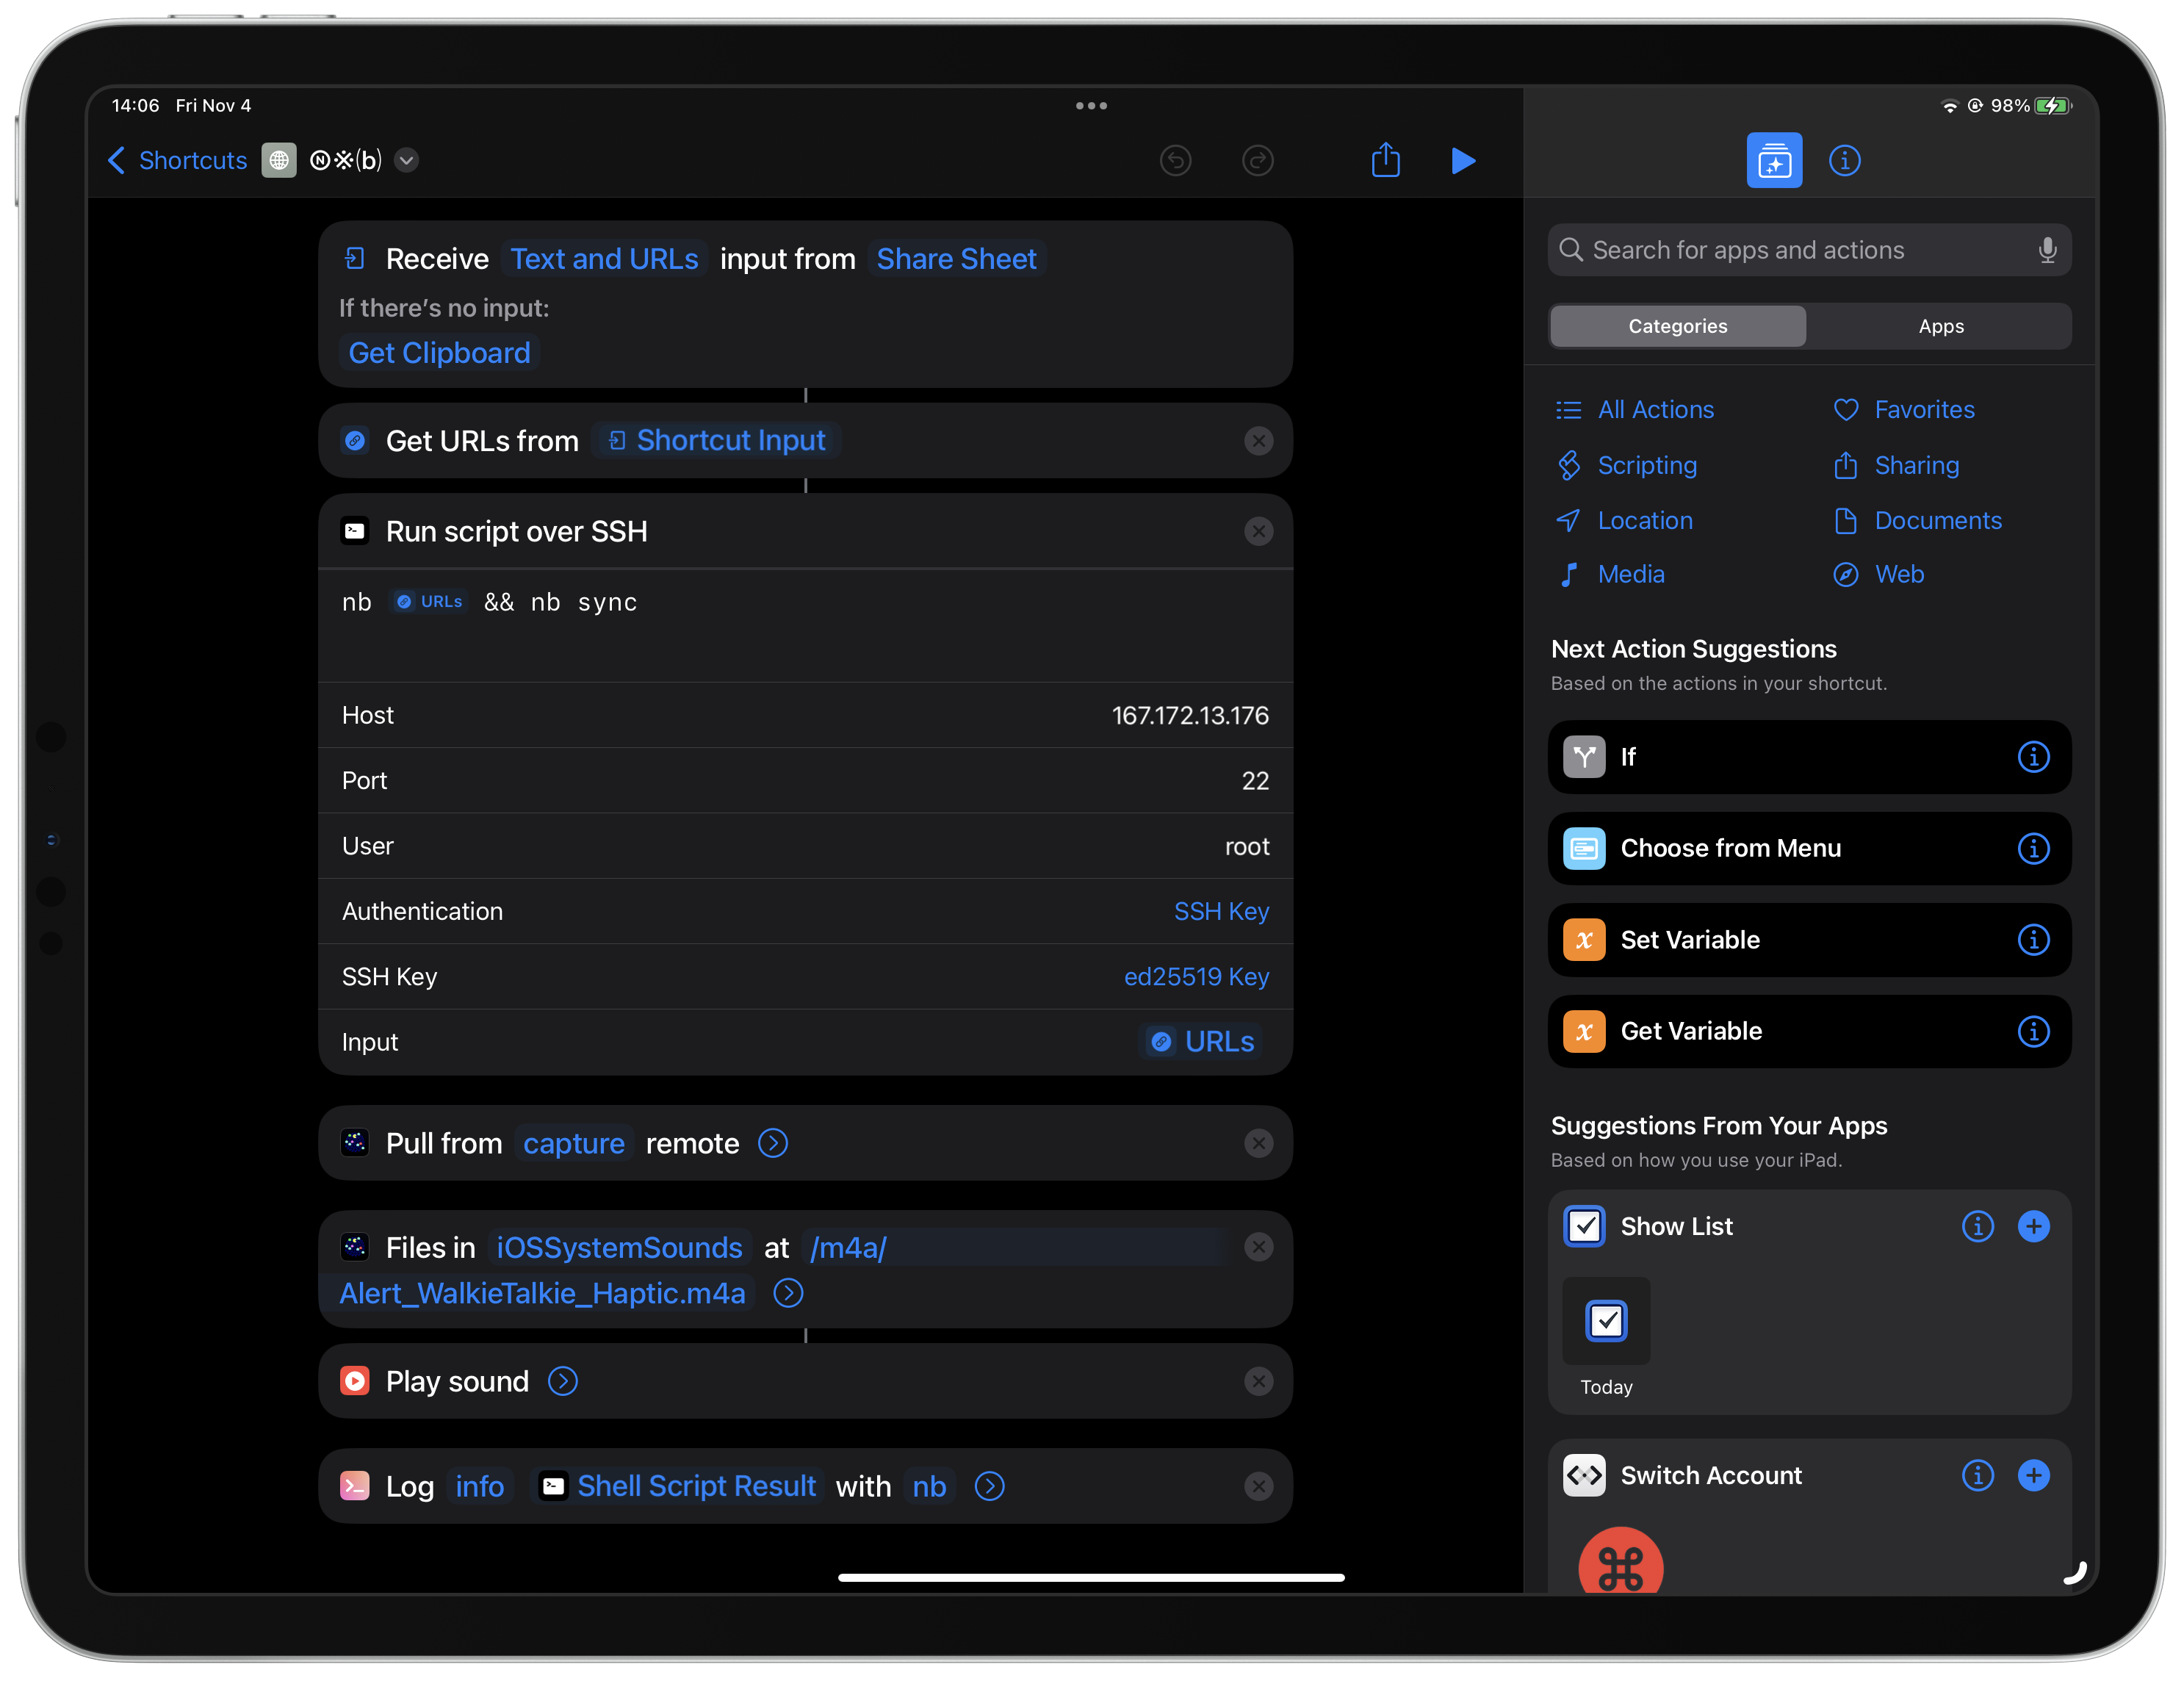 14:06 Fri Nov 4
98%
Shortcuts Ⓝ※(b)
Receive Text and URLs input from Share Sheet
If there’s no input:
Get Clipboard
Get URLs from Shortcut Input
Run script over SSH
nb URLs && nb sync
Host 167.172.13.176
Port 22
User root
Authentication SSH Key
SSH Key ed25519 Key
Input URLs
Pull from capture remote
Files in iOSSystemSounds at /m4a/
Alert_WalkieTalkie_Haptic.m4a
Play sound
Log info Shell Script Result with nb
Search for apps and actions
Categories Apps
All Actions Favorites
Scripting Sharing
Location Documents
Media Web
Next Action Suggestions
Based on the actions in your shortcut.
If
Choose from Menu
Set Variable
Get Variable
Suggestions From Your Apps
Based on how you use your iPad.
Show List
Today
Switch Account